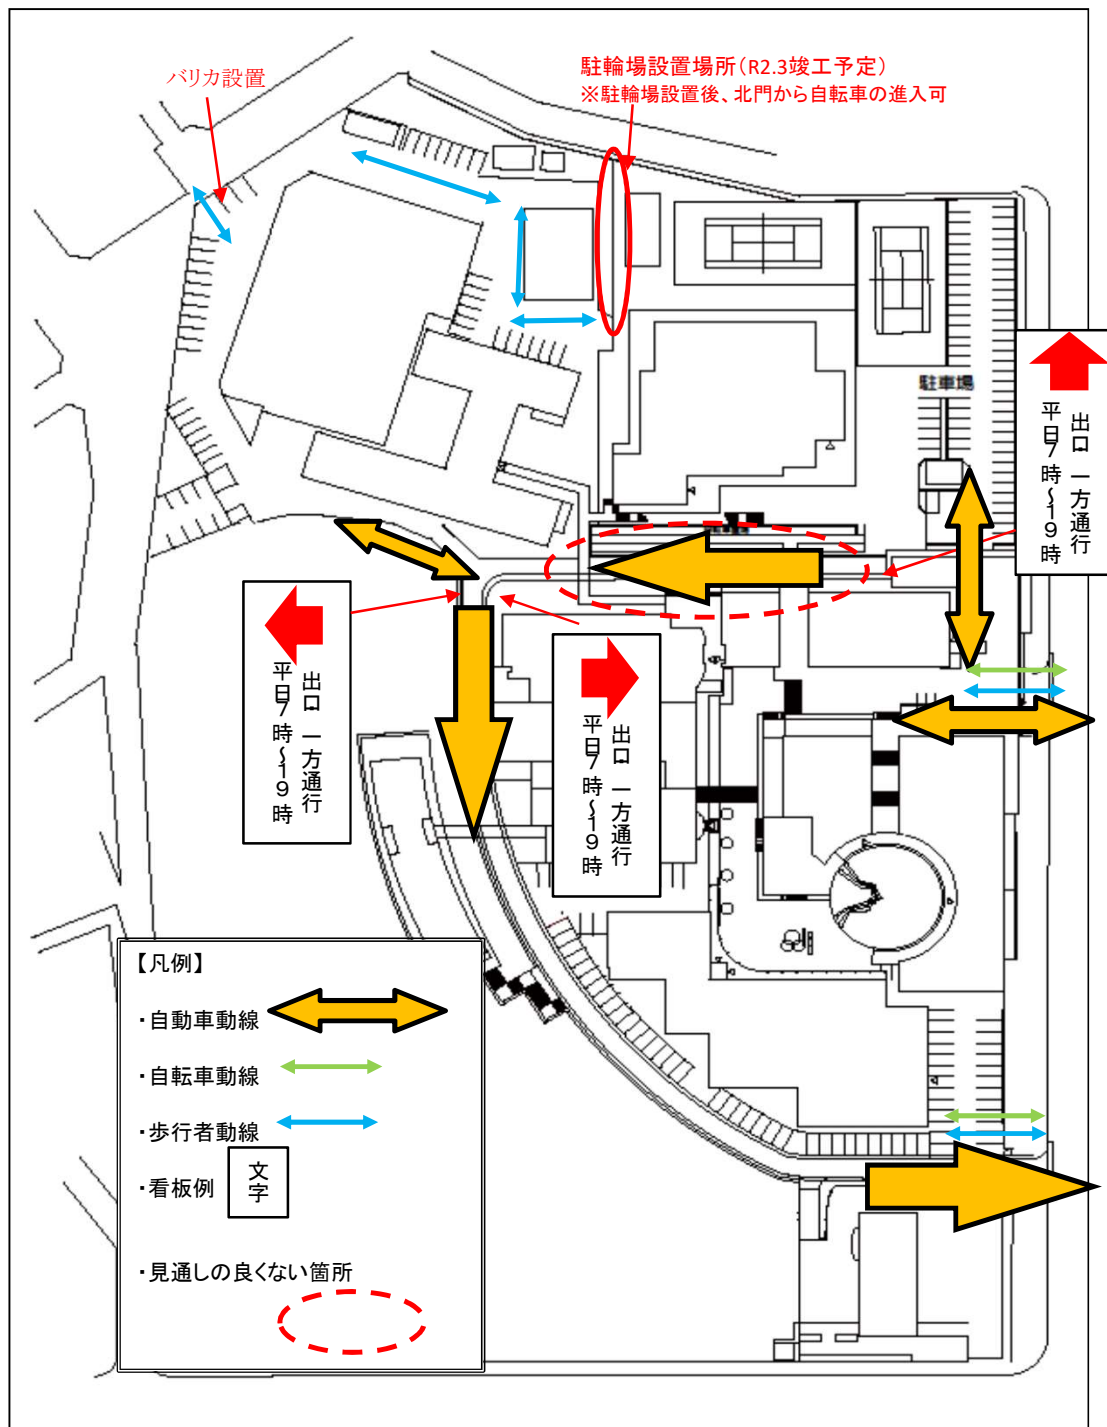 バリカ設置
駐輪場設置場所（R2.3竣工予定）
※駐輪場設置後、北門から自転車の進入可
駐車場
出口 一方通行
平日7時～19時
出口 一方通行
平日7時～19時
出口 一方通行
平日7時～19時
【凡例】
・自動車動線
・自転車動線
・歩行者動線
・看板例
文字
・見通しの良くない箇所